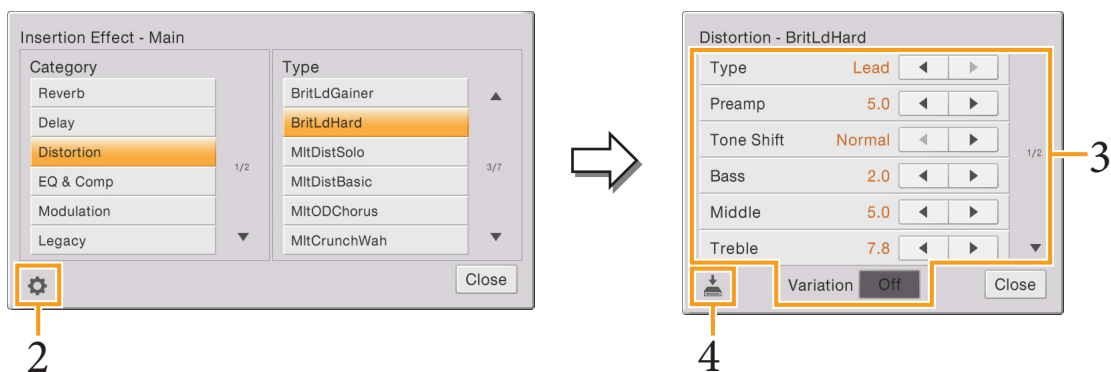 Insertion Effect - Main
Category
Reverb
Delay
Distortion
EQ & Comp
Modulation
Legacy
1/2
Type
BritLdGainer
BritLdHard
MltDistSolo
MltDistBasic
MltODChorus
MltCrunchWah
3/7
Close
2
Distortion - BritLdHard
Type Lead
Preamp 5.0
Tone Shift Normal
Bass 2.0
Middle 5.0
Treble 7.8
1/2
Variation Off
Close
3
4